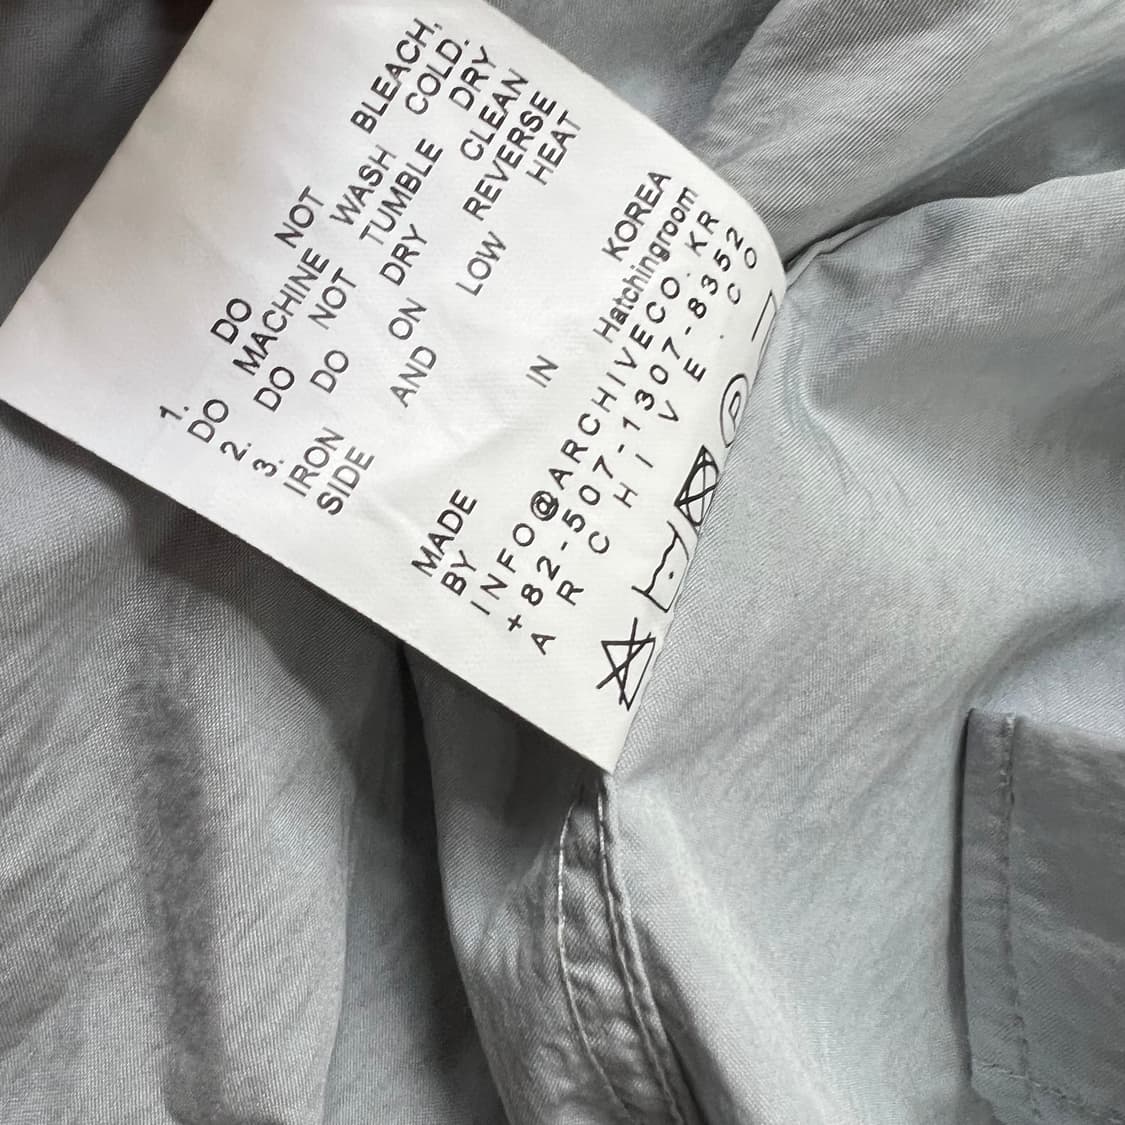 1. DO NOT BLEACH,
DO MACHINE WASH COLD.
2. DO NOT TUMBLE DRY
3. DO DRY CLEAN
IRON ON REVERSE
SIDE AND LOW HEAT
MADE IN KOREA
BY Hatchingroom
INFO@ARCHIVECO.KR
+82-507-1307-8352
ARCHIVE.CO
P